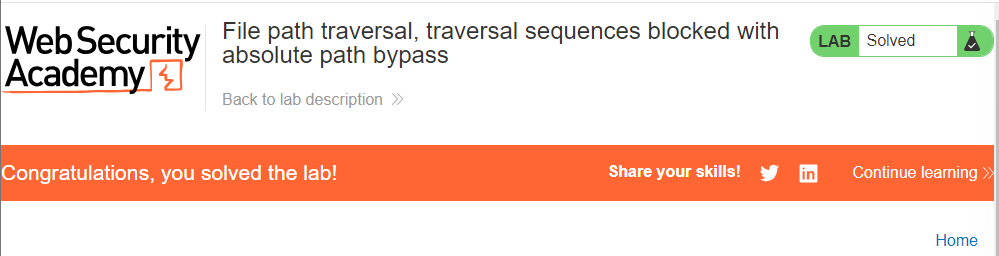 Web Security
Academy
File path traversal, traversal sequences blocked with
absolute path bypass
Back to lab description
LAB Solved
Congratulations, you solved the lab!
Share your skills!
Continue learning
Home